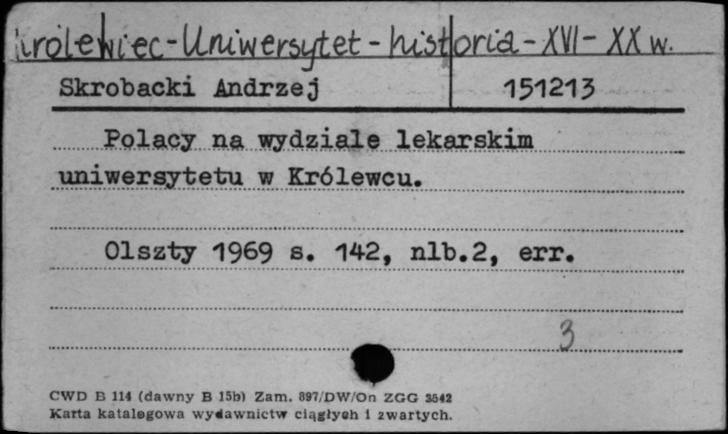 Królewiec-Uniwersytet-historia-XVI-XX w.
Skrobacki Andrzej 151213
Polacy na wydziale lekarskim
uniwersytetu w Królewcu.
Olszty 1969 s. 142, nlb.2, err.
3
CWD B 114 (dawny B 15b) Zam. 897/DW/On ZGG 3542
Karta katalogowa wydawnictw ciągłych i zwartych.